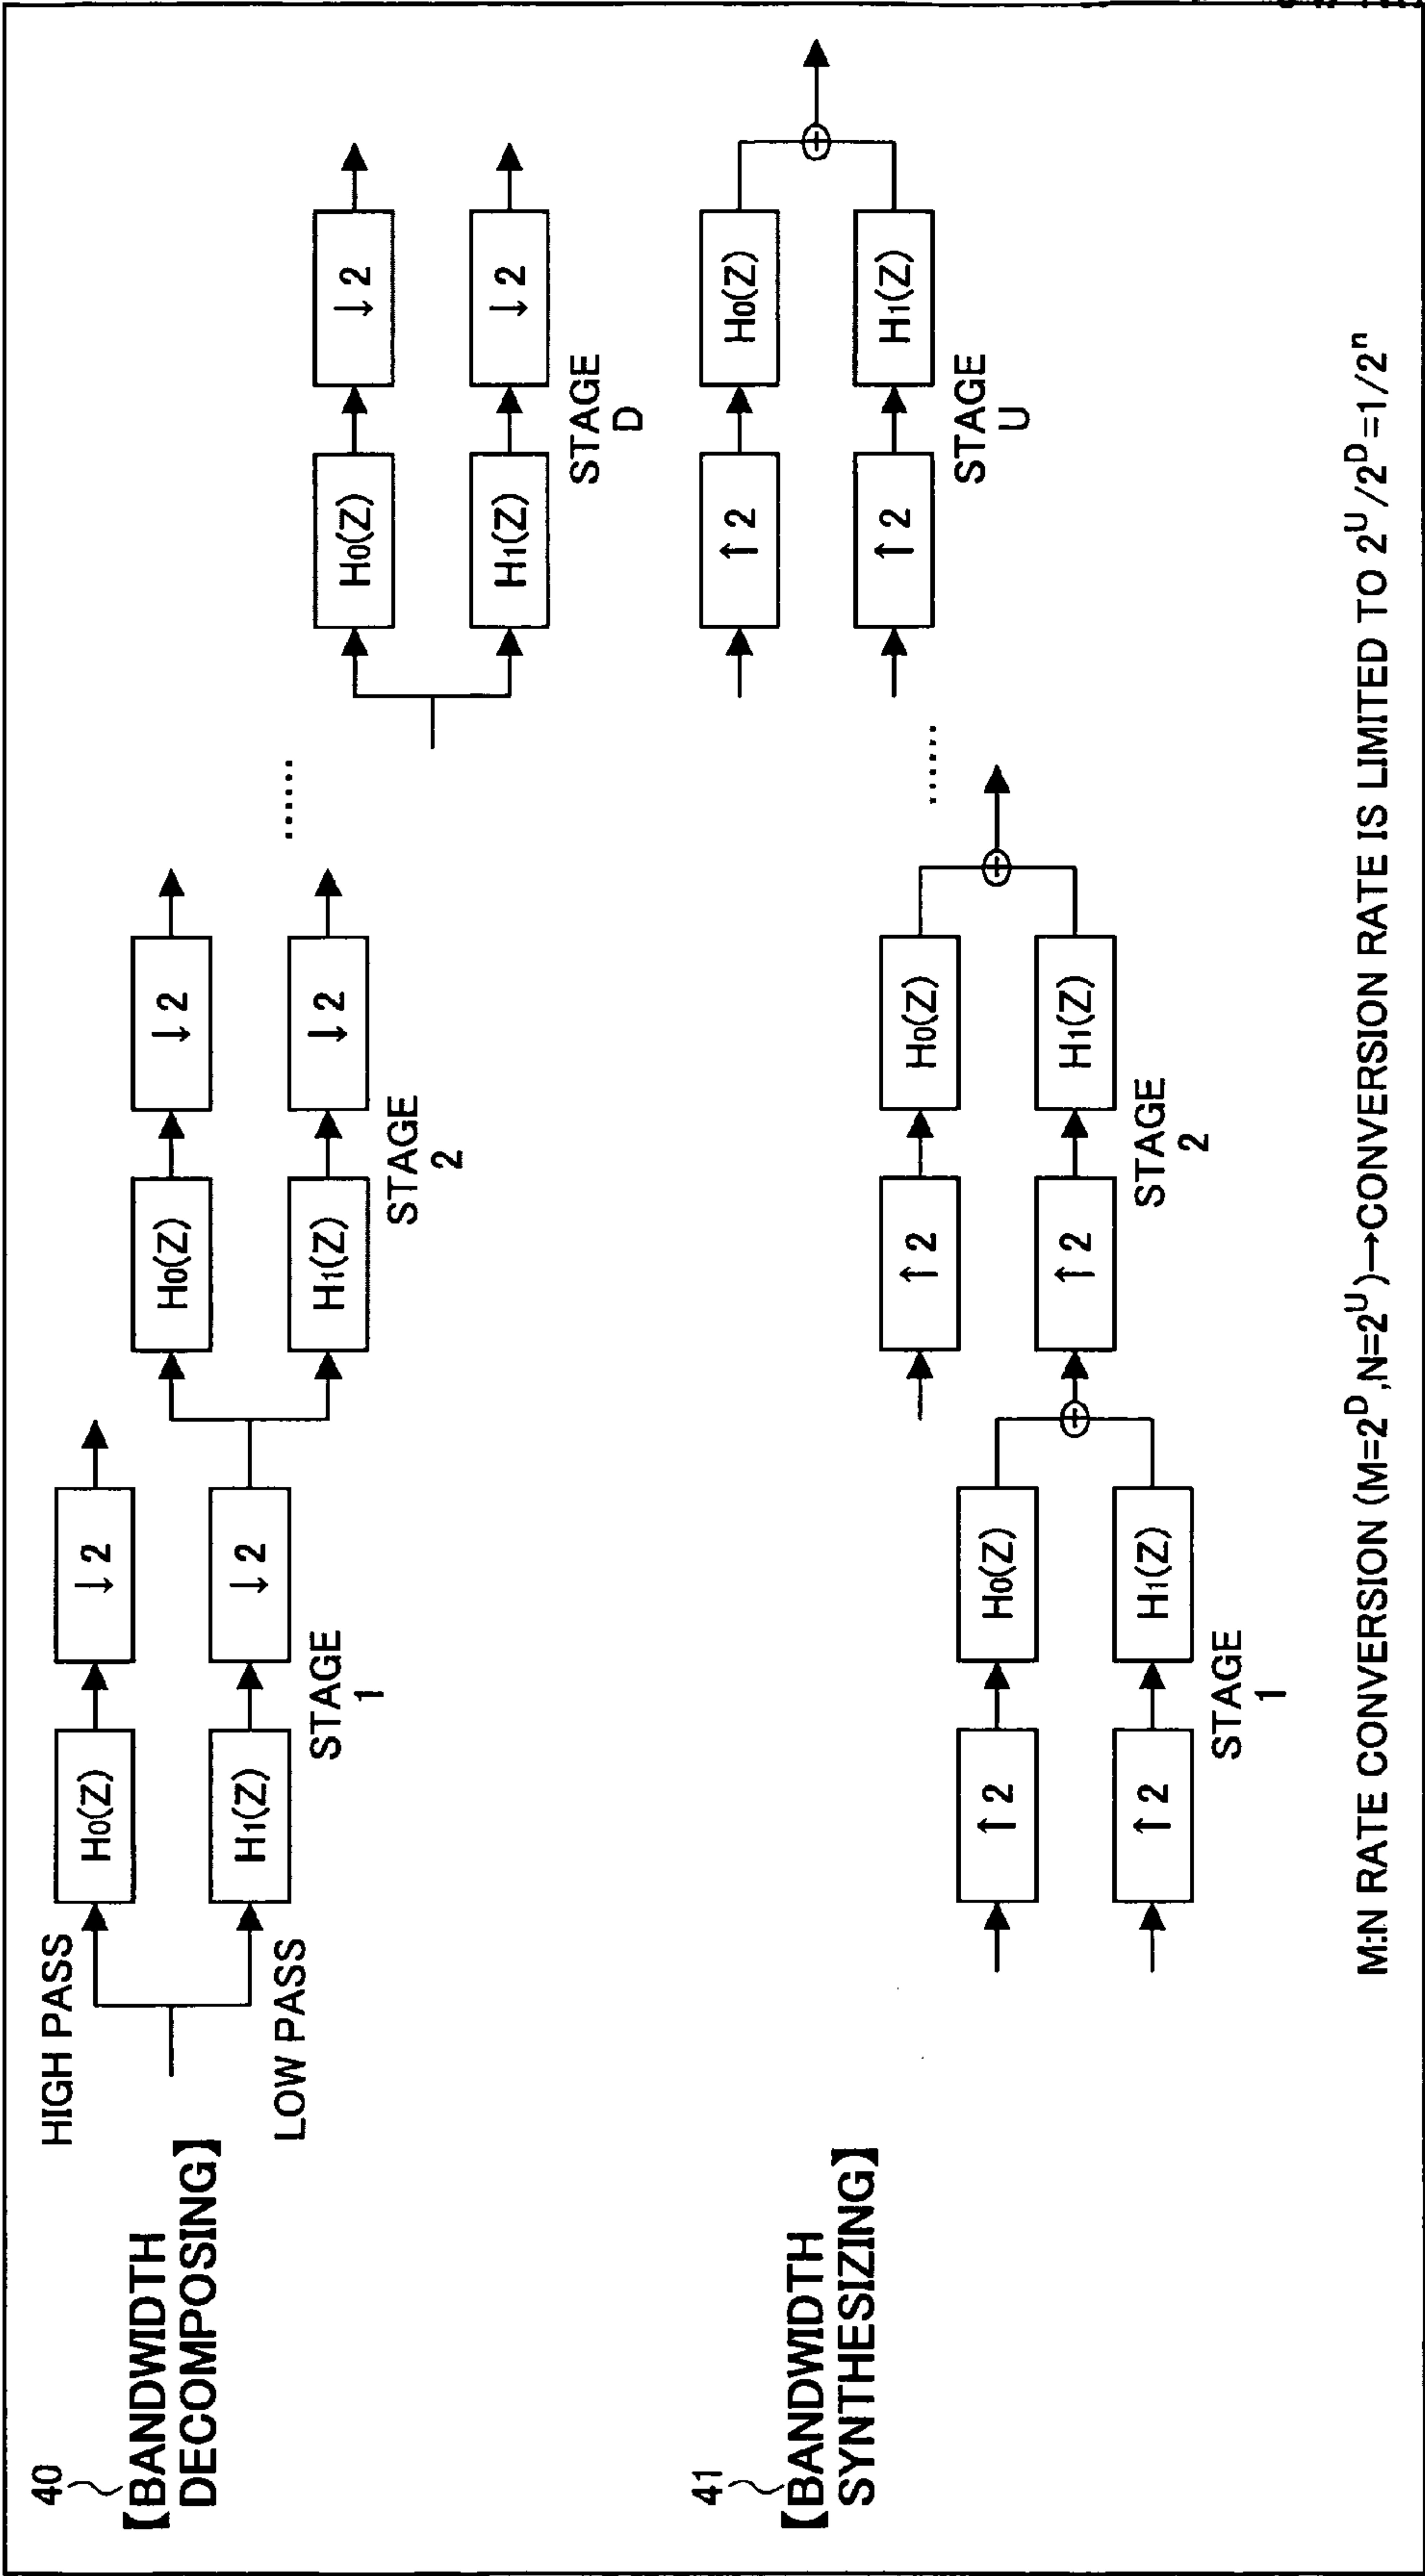 40
【BANDWIDTH
DECOMPOSING】
HIGH PASS
LOW PASS
H0(Z)
↓2
H1(Z)
↓2
STAGE
1
H0(Z)
↓2
H1(Z)
↓2
STAGE
2
......
H0(Z)
↓2
H1(Z)
↓2
STAGE
D
41
【BANDWIDTH
SYNTHESIZING】
↑2
H0(Z)
↑2
H1(Z)
STAGE
1
↑2
H0(Z)
↑2
H1(Z)
STAGE
2
......
↑2
H0(Z)
↑2
H1(Z)
STAGE
U
M:N RATE CONVERSION (M=2^D,N=2^U)→CONVERSION RATE IS LIMITED TO 2^U/2^D=1/2^n